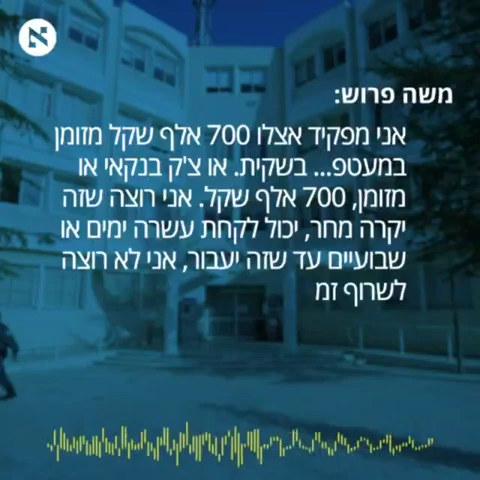 א
משה פרוש:
אני מפקיד אצלו 700 אלף שקל מזומן
במעטפ... בשקית. או צ'ק בנקאי או
מזומן, 700 אלף שקל. אני רוצה שזה
יקרה מחר, יכול לקחת עשרה ימים או
שבועיים עד שזה יעבור, אני לא רוצה
לשרוף זמ